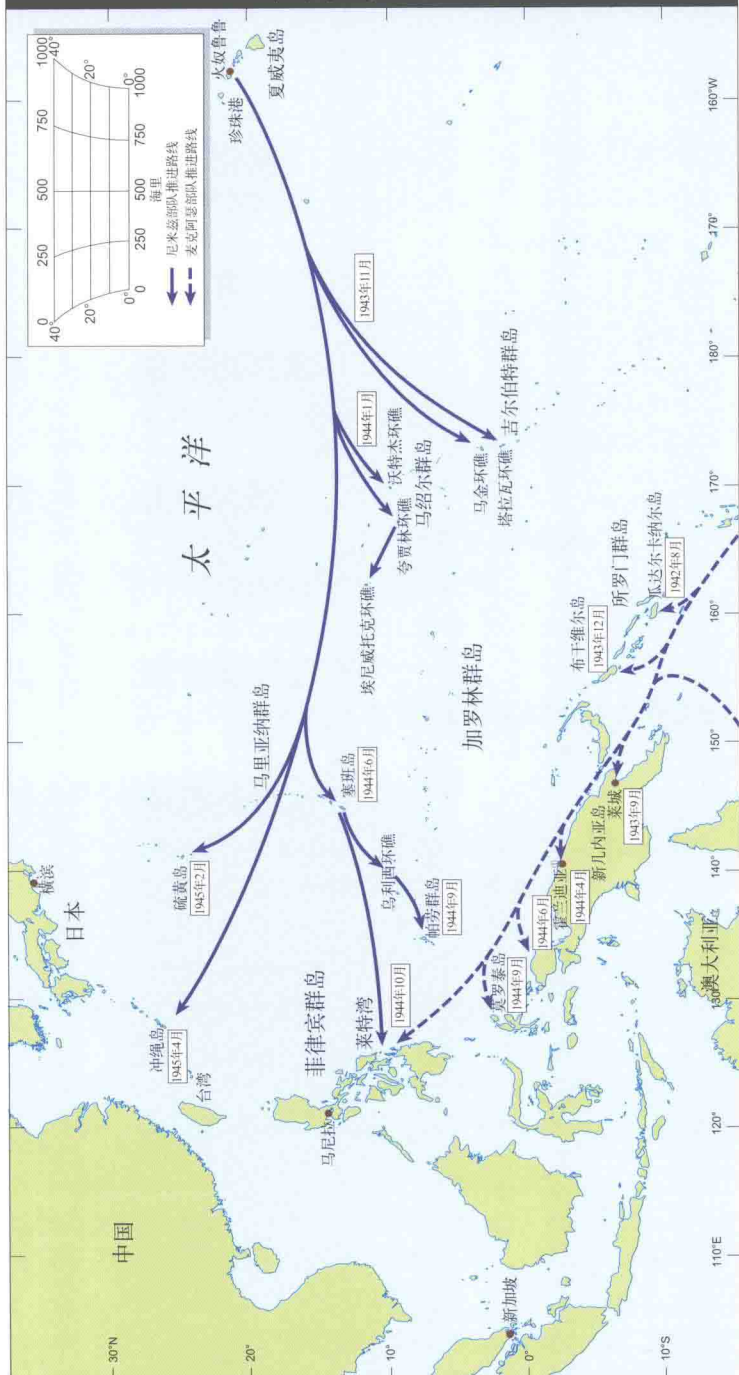 0 250 500 750 1000
40° 40°
20° 20°
0° 0°
0 250 500 750 1000
海里
尼米兹部队推进路线
麦克阿瑟部队推进路线
中国
日本
横滨
太平洋
火奴鲁鲁
珍珠港
夏威夷岛
冲绳岛
1945年4月
台湾
硫黄岛
1945年2月
马里亚纳群岛
塞班岛
1944年6月
乌利西环礁
帕劳群岛
1944年9月
菲律宾群岛
莱特湾
1944年10月
马尼拉
1944年1月
沃特杰环礁
马绍尔群岛
夸贾林环礁
埃尼威托克环礁
1943年11月
吉尔伯特群岛
马金环礁
塔拉瓦环礁
加罗林群岛
所罗门群岛
瓜达尔卡纳尔岛
1942年8月
布干维尔岛
1943年12月
莱城
1943年9月
新几内亚岛
霍兰迪亚
1944年4月
1944年6月
莫罗泰岛
1944年9月
澳大利亚
新加坡
30°N
20°
10°
0°
10°S
110°E
120°
130°
140°
150°
160°
170°
180°
170°
160°W